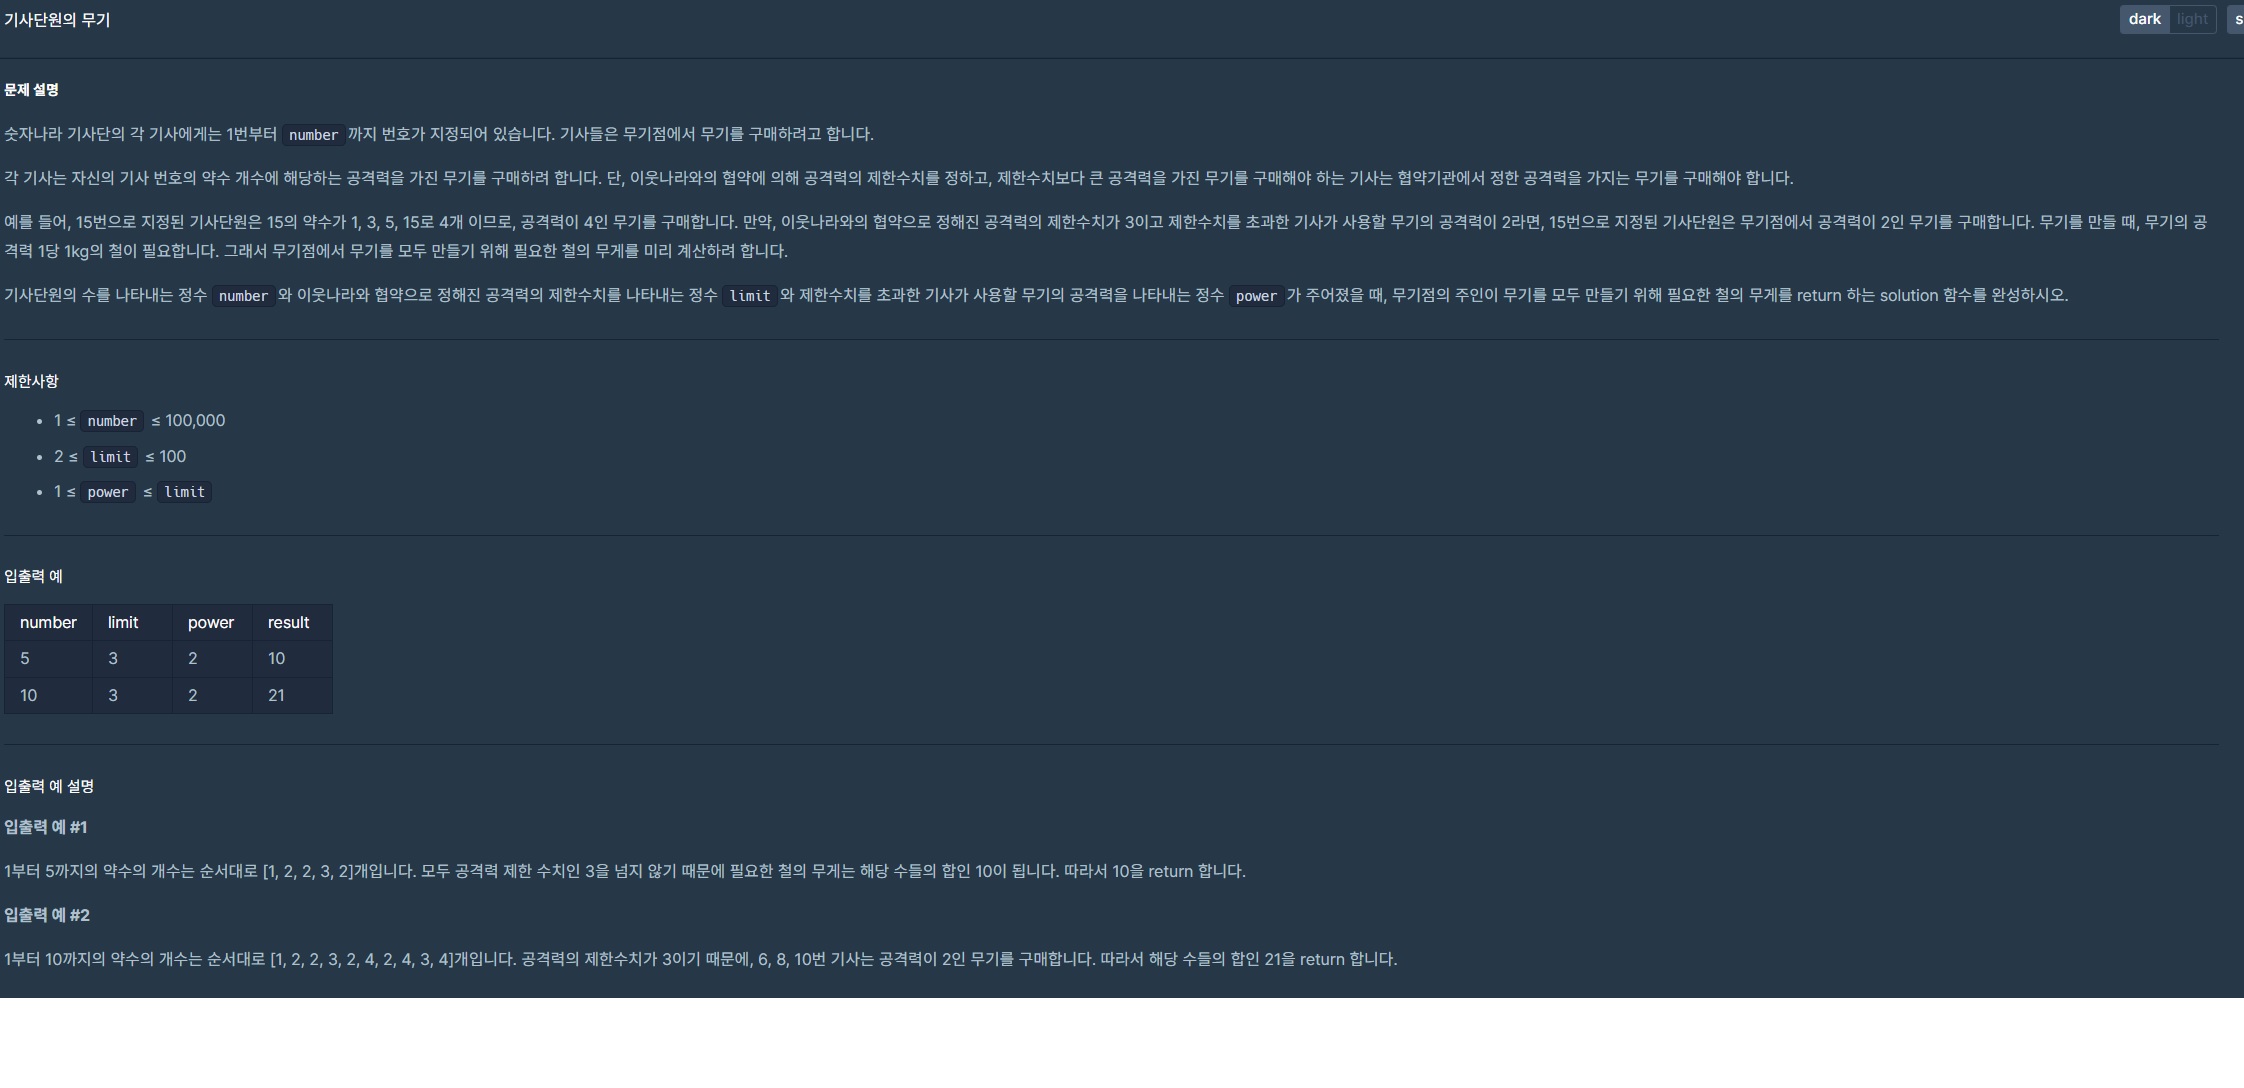 기사단원의 무기
dark light s
문제 설명
숫자나라 기사단의 각 기사에게는 1번부터 number 까지 번호가 지정되어 있습니다. 기사들은 무기점에서 무기를 구매하려고 합니다.
각 기사는 자신의 기사 번호의 약수 개수에 해당하는 공격력을 가진 무기를 구매하려 합니다. 단, 이웃나라와의 협약에 의해 공격력의 제한수치를 정하고, 제한수치보다 큰 공격력을 가진 무기를 구매해야 하는 기사는 협약기관에서 정한 공격력을 가지는 무기를 구매해야 합니다.
예를 들어, 15번으로 지정된 기사단원은 15의 약수가 1, 3, 5, 15로 4개 이므로, 공격력이 4인 무기를 구매합니다. 만약, 이웃나라와의 협약으로 정해진 공격력의 제한수치가 3이고 제한수치를 초과한 기사가 사용할 무기의 공격력이 2라면, 15번으로 지정된 기사단원은 무기점에서 공격력이 2인 무기를 구매합니다. 무기를 만들 때, 무기의 공
격력 1당 1kg의 철이 필요합니다. 그래서 무기점에서 무기를 모두 만들기 위해 필요한 철의 무게를 미리 계산하려 합니다.
기사단원의 수를 나타내는 정수 number 와 이웃나라와 협약으로 정해진 공격력의 제한수치를 나타내는 정수 limit 와 제한수치를 초과한 기사가 사용할 무기의 공격력을 나타내는 정수 power 가 주어졌을 때, 무기점의 주인이 무기를 모두 만들기 위해 필요한 철의 무게를 return 하는 solution 함수를 완성하시오.
제한사항
• 1 ≤ number ≤ 100,000
• 2 ≤ limit ≤ 100
• 1 ≤ power ≤ limit
입출력 예
number limit power result
5 3 2 10
10 3 2 21
입출력 예 설명
입출력 예 #1
1부터 5까지의 약수의 개수는 순서대로 [1, 2, 2, 3, 2]개입니다. 모두 공격력 제한 수치인 3을 넘지 않기 때문에 필요한 철의 무게는 해당 수들의 합인 10이 됩니다. 따라서 10을 return 합니다.
입출력 예 #2
1부터 10까지의 약수의 개수는 순서대로 [1, 2, 2, 3, 2, 4, 2, 4, 3, 4]개입니다. 공격력의 제한수치가 3이기 때문에, 6, 8, 10번 기사는 공격력이 2인 무기를 구매합니다. 따라서 해당 수들의 합인 21을 return 합니다.